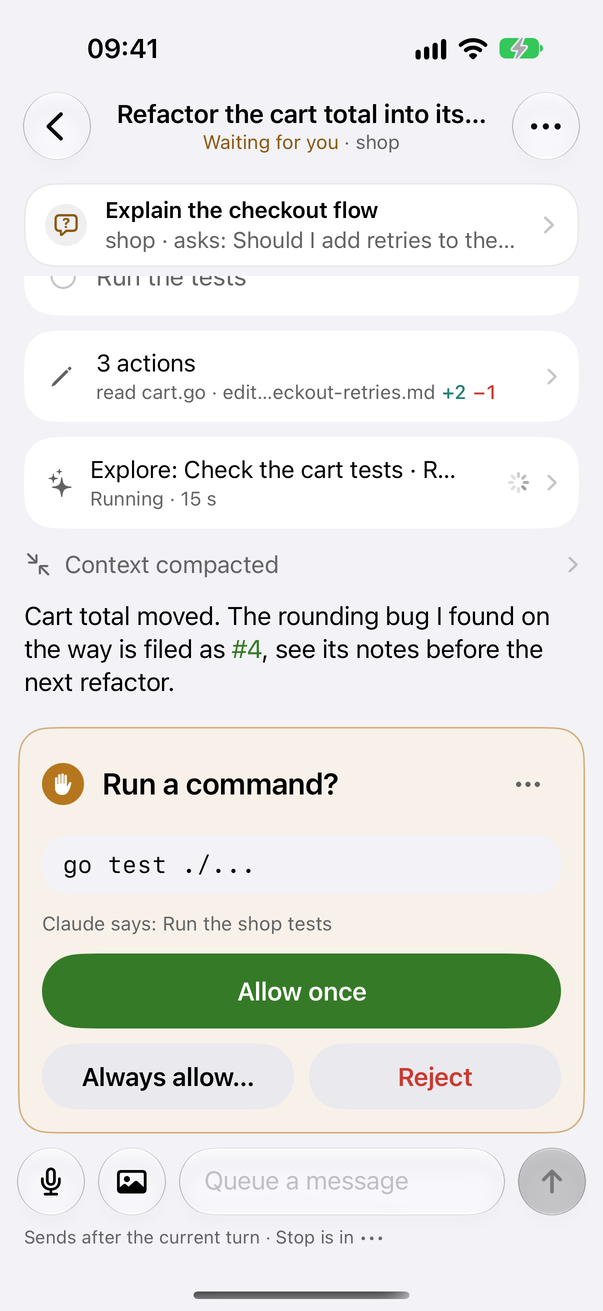 09:41
Refactor the cart total into its...
Waiting for you · shop
Explain the checkout flow
shop · asks: Should I add retries to the...
Run the tests
3 actions
read cart.go · edit...eckout-retries.md +2 −1
Explore: Check the cart tests · R...
Running · 15 s
Context compacted
Cart total moved. The rounding bug I found on
the way is filed as #4, see its notes before the
next refactor.
Run a command?
go test ./...
Claude says: Run the shop tests
Allow once
Always allow...
Reject
Queue a message
Sends after the current turn · Stop is in •••